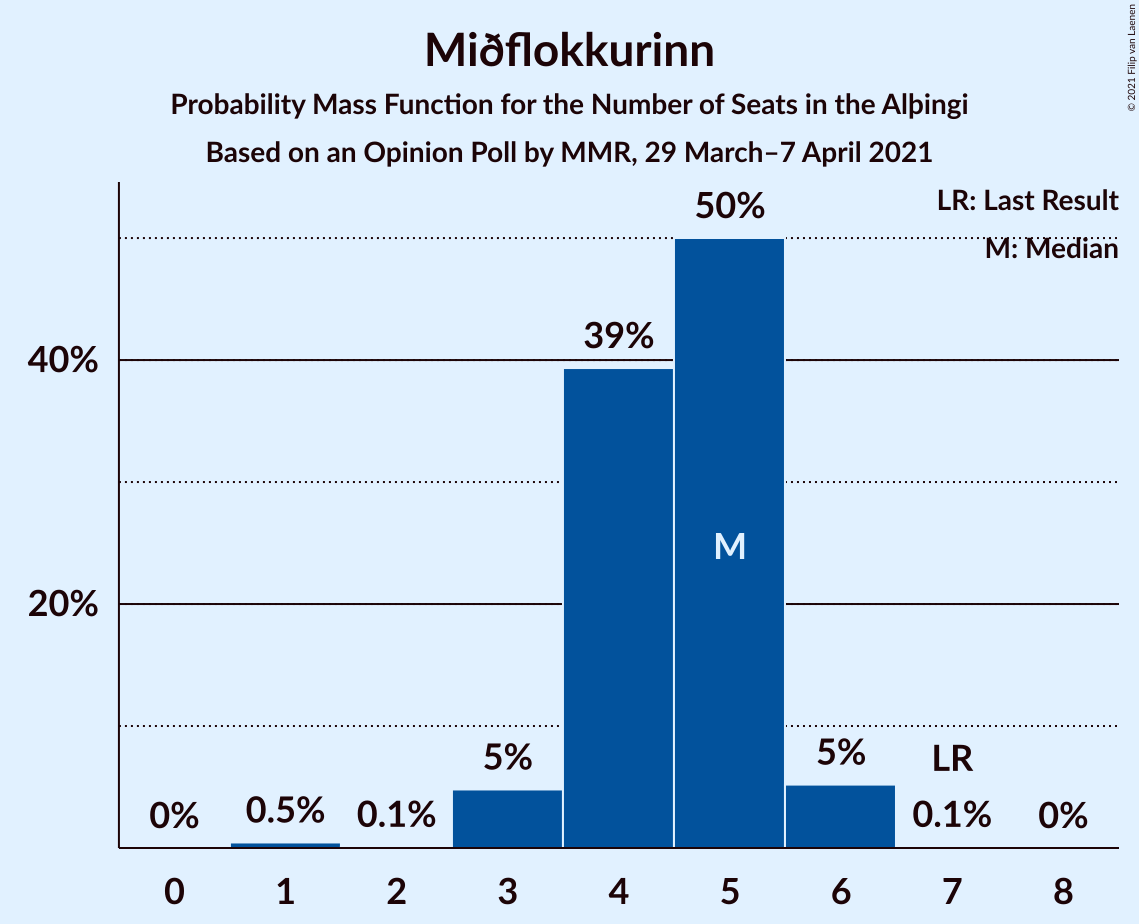 Miðflokkurinn
Probability Mass Function for the Number of Seats in the Alþingi
Based on an Opinion Poll by MMR, 29 March–7 April 2021
© 2021 Filip van Laenen
LR: Last Result
M: Median
50%
39%
40%
M
20%
5%
5%
LR
0%
0.5%
0.1%
0.1%
0%
0 1 2 3 4 5 6 7 8